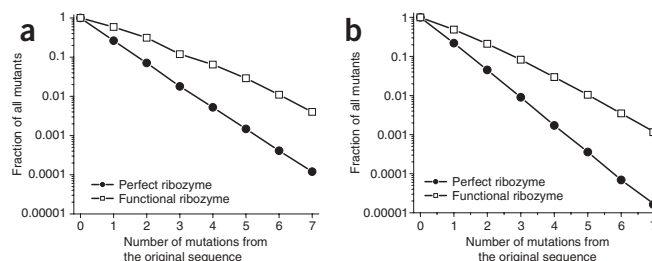 a
Fraction of all mutants
1
0.1
0.01
0.001
0.0001
0.00001
Perfect ribozyme
Functional ribozyme
0 1 2 3 4 5 6 7
Number of mutations from
the original sequence
b
Fraction of all mutants
1
0.1
0.01
0.001
0.0001
0.00001
Perfect ribozyme
Functional ribozyme
0 1 2 3 4 5 6
Number of mutations from
the original sequence